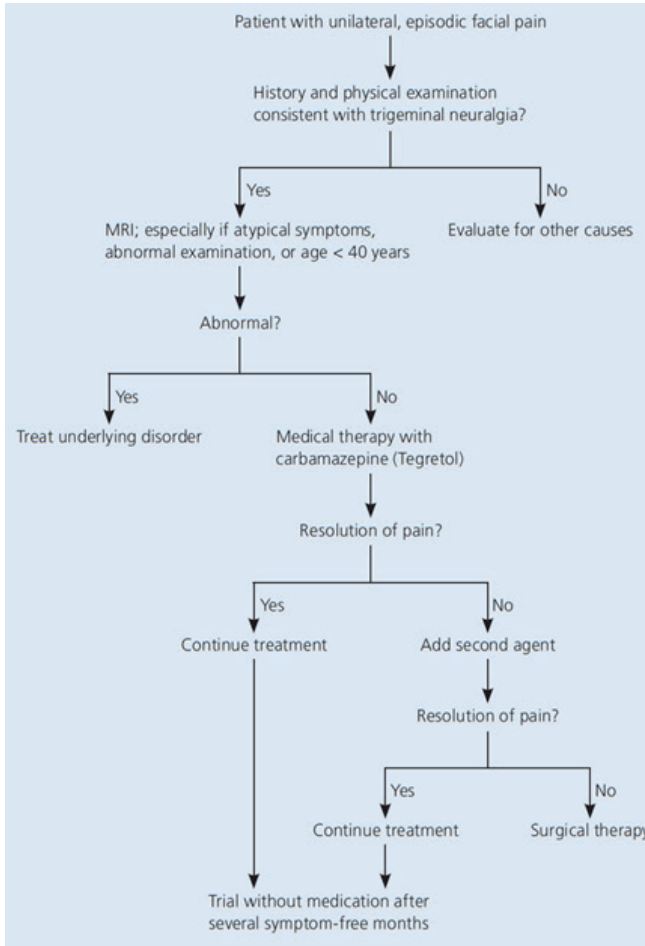 Patient with unilateral, episodic facial pain
History and physical examination
consistent with trigeminal neuralgia?
Yes
No
MRI; especially if atypical symptoms,
abnormal examination, or age < 40 years
Evaluate for other causes
Abnormal?
Yes
No
Treat underlying disorder
Medical therapy with
carbamazepine (Tegretol)
Resolution of pain?
Yes
No
Continue treatment
Add second agent
Resolution of pain?
Yes
No
Continue treatment
Surgical therapy
Trial without medication after
several symptom-free months